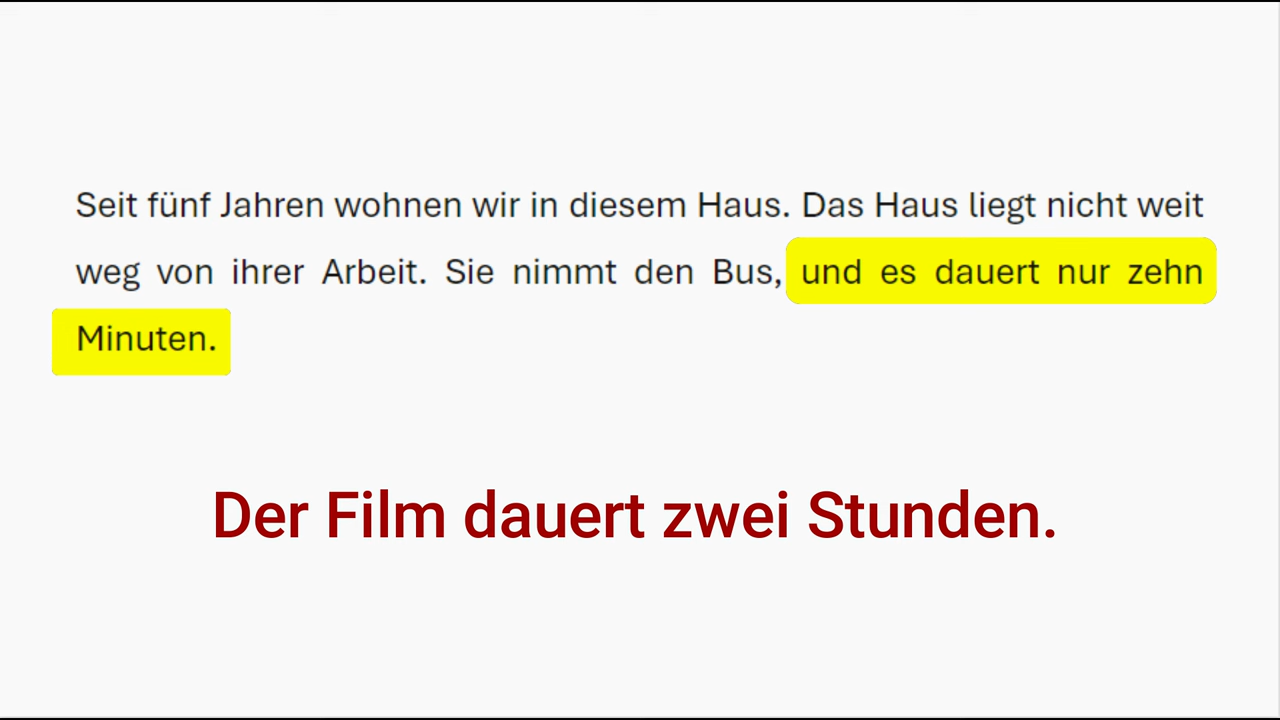 Seit fünf Jahren wohnen wir in diesem Haus. Das Haus liegt nicht weit
weg von ihrer Arbeit. Sie nimmt den Bus, und es dauert nur zehn
Minuten.
Der Film dauert zwei Stunden.